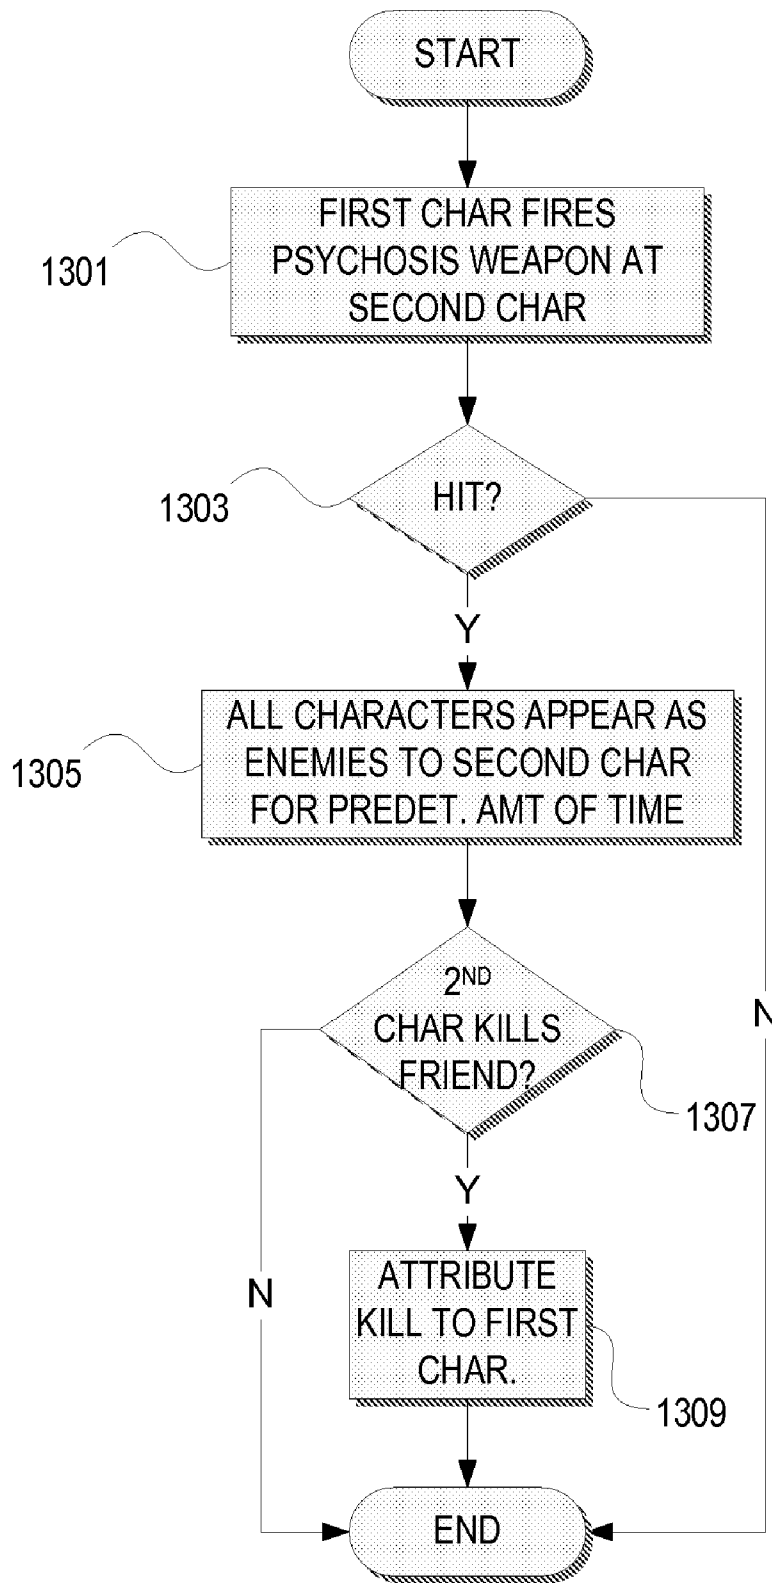 START
FIRST CHAR FIRES
PSYCHOSIS WEAPON AT
SECOND CHAR
1301
HIT?
1303
Y
ALL CHARACTERS APPEAR AS
ENEMIES TO SECOND CHAR
FOR PREDET. AMT OF TIME
1305
2ND
CHAR KILLS
FRIEND?
N
1307
Y
ATTRIBUTE
KILL TO FIRST
CHAR.
N
1309
END